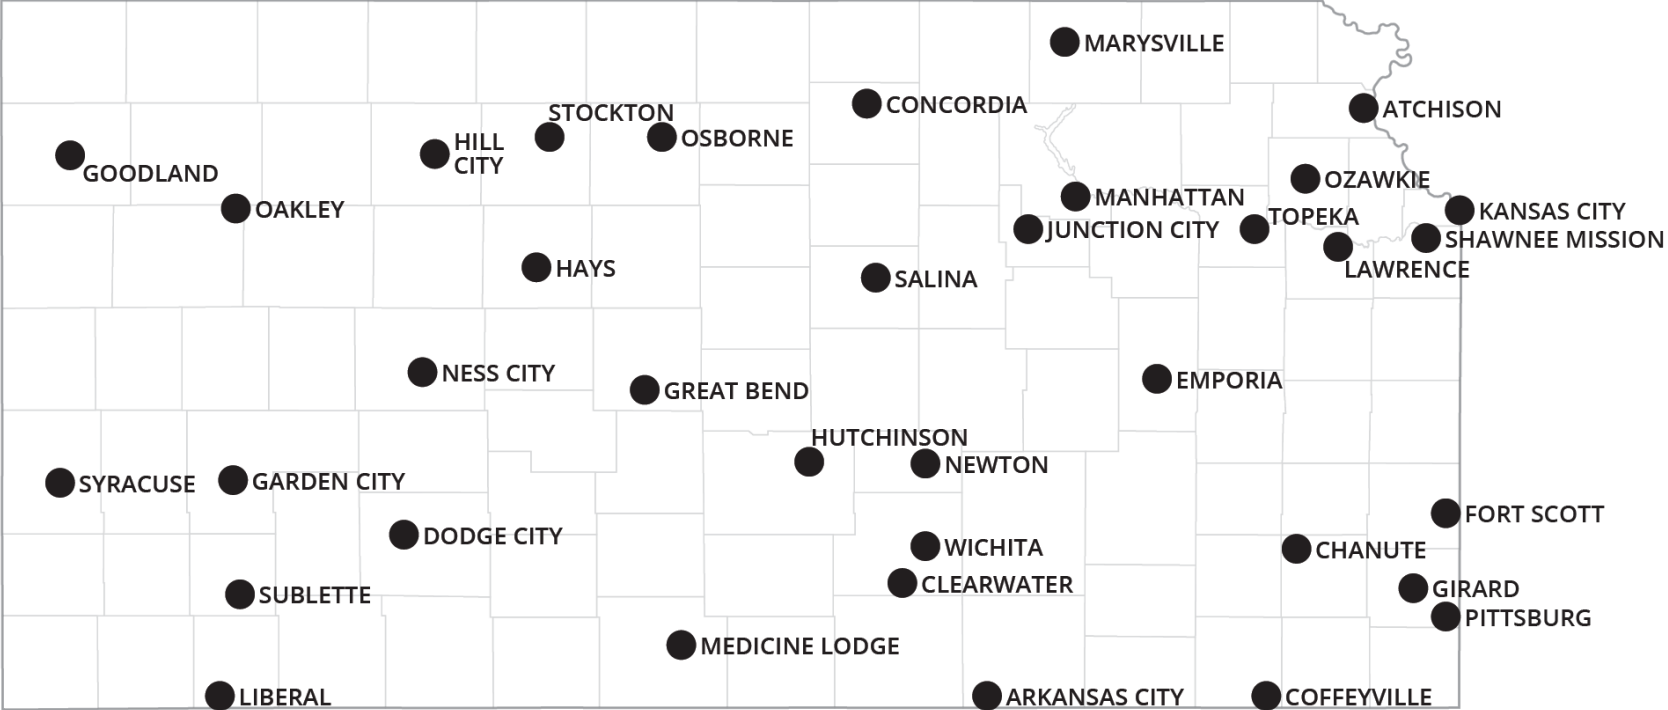 MARYSVILLE
CONCORDIA
ATCHISON
STOCKTON
OSBORNE
HILL
CITY
GOODLAND
OZAWKIE
MANHATTAN
OAKLEY
KANSAS CITY
TOPEKA
JUNCTION CITY
SHAWNEE MISSION
LAWRENCE
HAYS
SALINA
NESS CITY
EMPORIA
GREAT BEND
HUTCHINSON
NEWTON
SYRACUSE
GARDEN CITY
FORT SCOTT
DODGE CITY
WICHITA
CHANUTE
CLEARWATER
GIRARD
SUBLETTE
PITTSBURG
MEDICINE LODGE
LIBERAL
ARKANSAS CITY
COFFEYVILLE